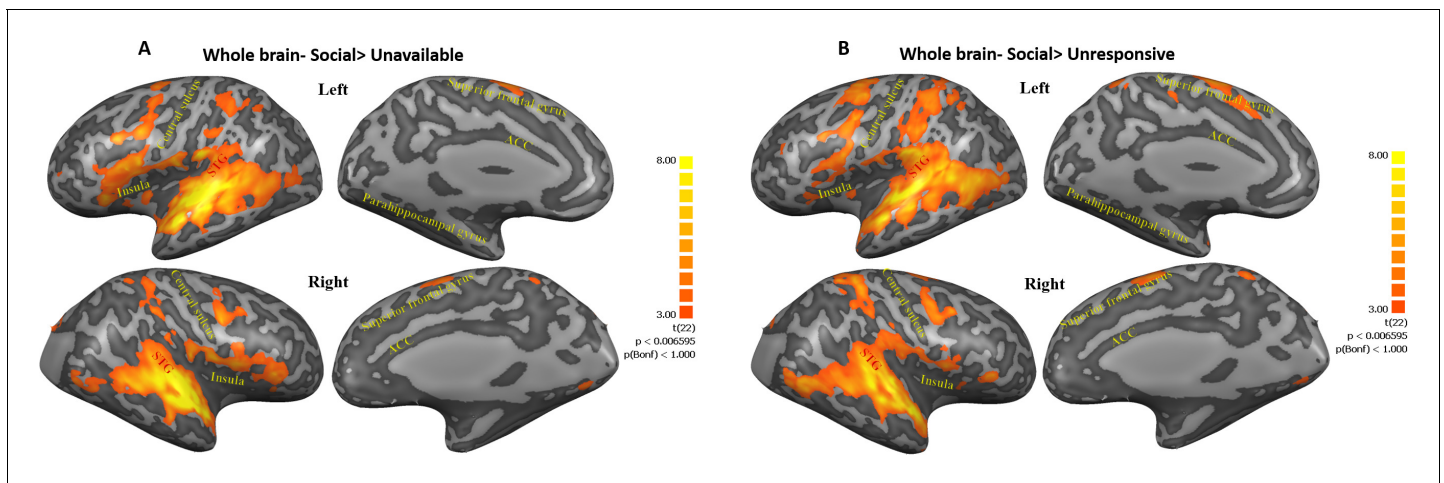 A
Whole brain- Social> Unavailable
Left
Central sulcus
STG
Insula
Superior frontal gyrus
ACC
Parahippocampal gyrus
Right
Central sulcus
STG
Insula
Superior frontal gyrus
ACC
8.00
3.00
t(22)
p < 0.006595
p(Bonf) < 1.000
B
Whole brain- Social> Unresponsive
Left
Central sulcus
STG
Insula
Superior frontal gyrus
ACC
Parahippocampal gyrus
Right
Central sulcus
STG
Insula
Superior frontal gyrus
ACC
8.00
3.00
t(22)
p < 0.006595
p(Bonf) < 1.000